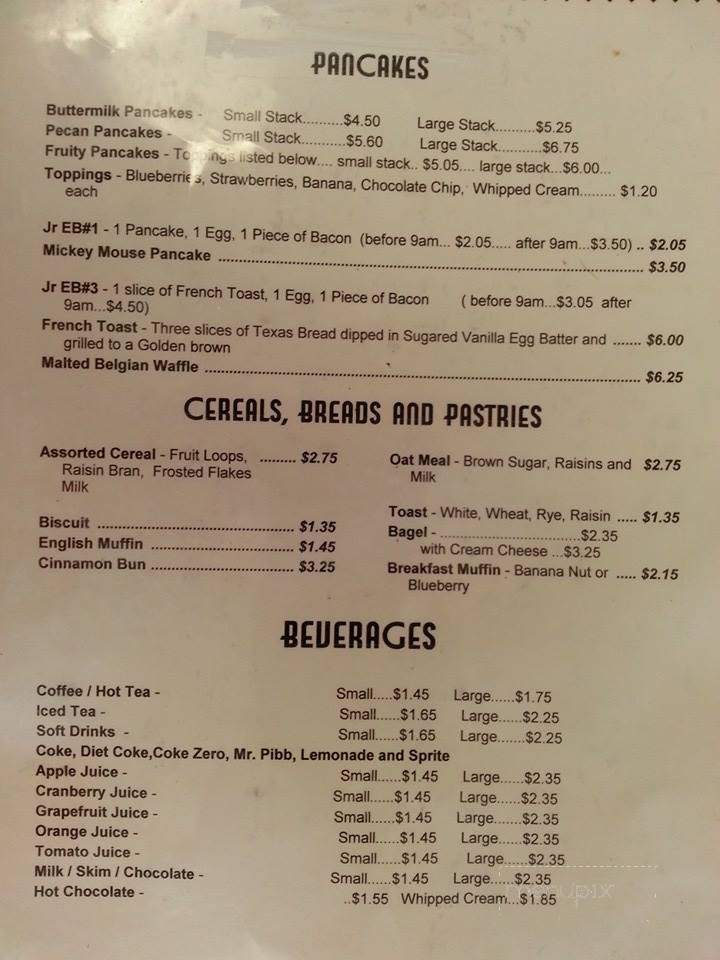 PANCAKES
Buttermilk Pancakes - Small Stack..........$4.50 Large Stack..........$5.25
Pecan Pancakes - Small Stack...........$5.60 Large Stack...........$6.75
Fruity Pancakes - Toppings listed below.... small stack.. $5.05.... large stack...$6.00...
Toppings - Blueberries, Strawberries, Banana, Chocolate Chip, Whipped Cream......... $1.20
each
Jr EB#1 - 1 Pancake, 1 Egg, 1 Piece of Bacon (before 9am... $2.05..... after 9am...$3.50) .. $2.05
Mickey Mouse Pancake ........................................................ $3.50
Jr EB#3 - 1 slice of French Toast, 1 Egg, 1 Piece of Bacon ( before 9am...$3.05 after
9am...$4.50)
French Toast - Three slices of Texas Bread dipped in Sugared Vanilla Egg Batter and ....... $6.00
grilled to a Golden brown
Malted Belgian Waffle ........................................................ $6.25
CEREALS, BREADS AND PASTRIES
Assorted Cereal - Fruit Loops, ......... $2.75
Raisin Bran, Frosted Flakes
Milk
Biscuit ................................................ $1.35
English Muffin ................................... $1.45
Cinnamon Bun ................................... $3.25
Oat Meal - Brown Sugar, Raisins and $2.75
Milk
Toast - White, Wheat, Rye, Raisin ..... $1.35
Bagel - ...................................$2.35
with Cream Cheese ...$3.25
Breakfast Muffin - Banana Nut or ..... $2.15
Blueberry
BEVERAGES
Coffee / Hot Tea - Small.....$1.45 Large......$1.75
Iced Tea - Small......$1.65 Large.......$2.25
Soft Drinks - Small......$1.65 Large.......$2.25
Coke, Diet Coke,Coke Zero, Mr. Pibb, Lemonade and Sprite
Apple Juice - Small......$1.45 Large......$2.35
Cranberry Juice - Small......$1.45 Large......$2.35
Grapefruit Juice - Small......$1.45 Large.......$2.35
Orange Juice - Small......$1.45 Large......$2.35
Tomato Juice - Small......$1.45 Large......$2.35
Milk / Skim / Chocolate - Small......$1.45 Large......$2.35
Hot Chocolate - ..$1.55 Whipped Cream...$1.85
menupix